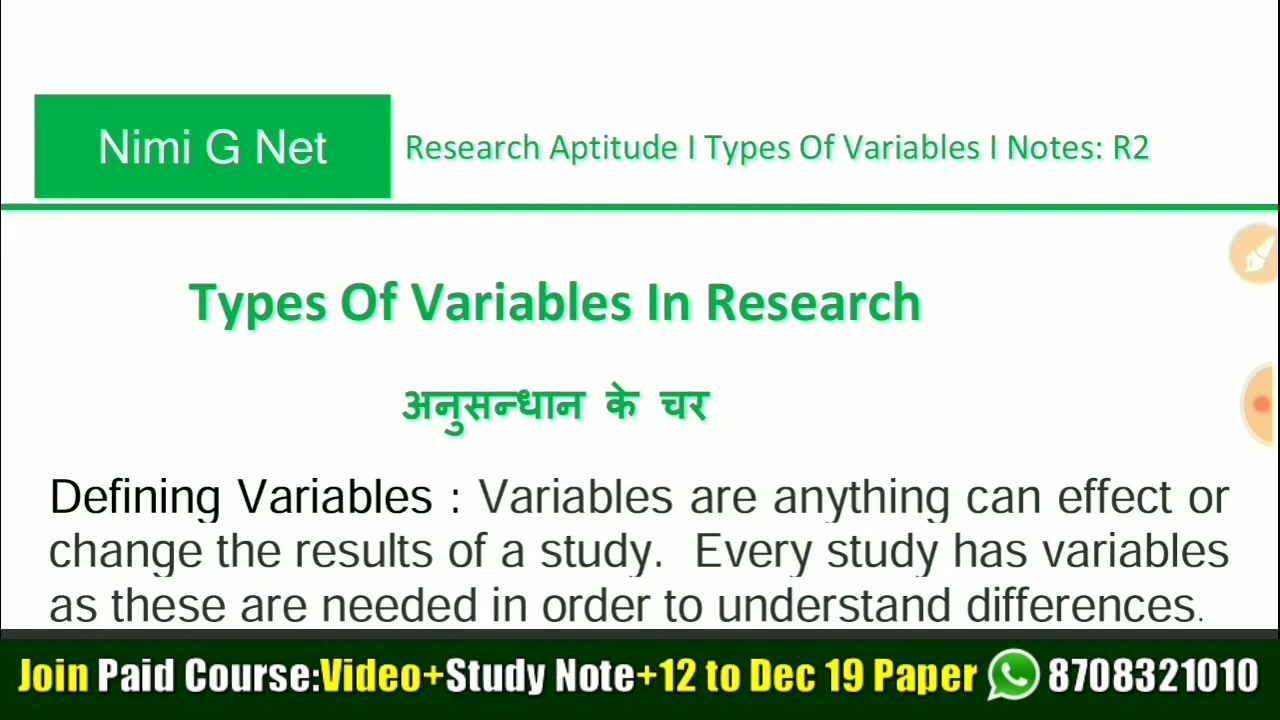 Nimi G Net
Research Aptitude I Types Of Variables I Notes: R2
Types Of Variables In Research
अनुसन्धान के चर
Defining Variables : Variables are anything can effect or
change the results of a study. Every study has variables
as these are needed in order to understand differences.
Join Paid Course:Video+Study Note+12 to Dec 19 Paper 8708321010